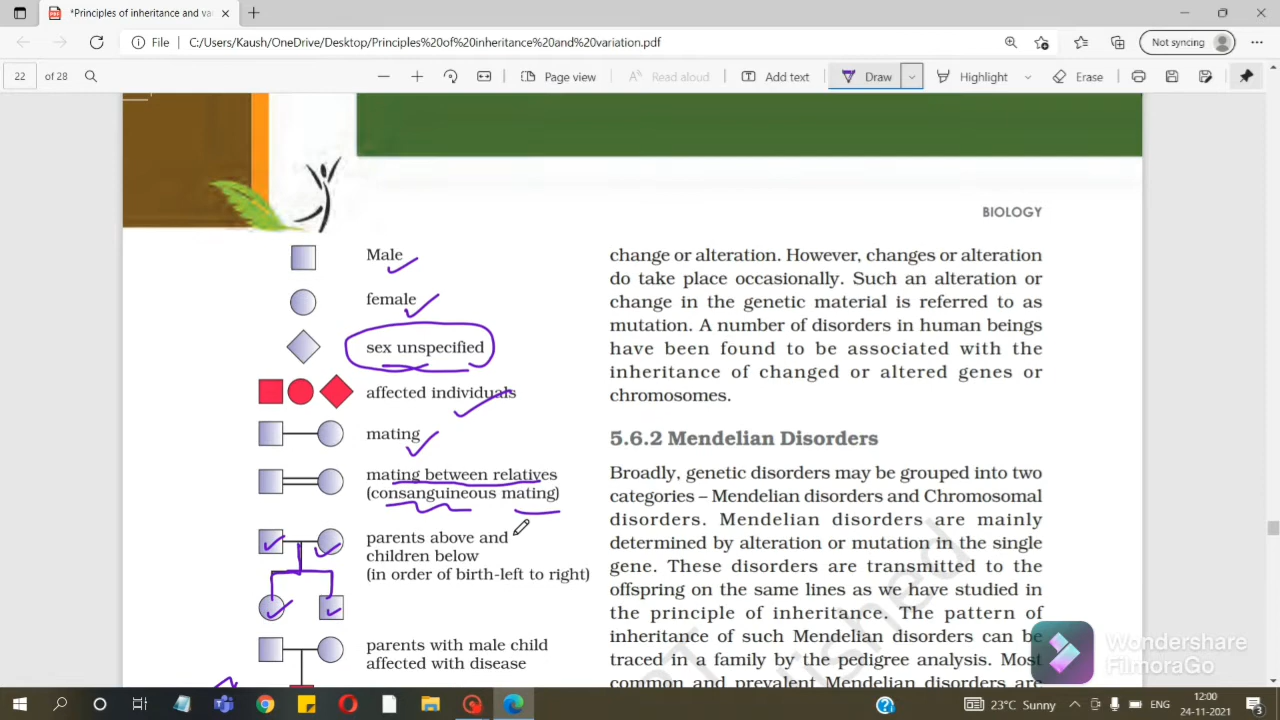 *Principles of inheritance and va
File
C:/Users/Kaush/OneDrive/Desktop/Principles%20of%20inheritance%20and%20variation.pdf
Not syncing
22 of 28
Page view
Read aloud
Add text
Draw
Highlight
Erase
BIOLOGY
Male
female
sex unspecified
affected individuals
mating
mating between relatives
(consanguineous mating)
parents above and
children below
(in order of birth-left to right)
parents with male child
affected with disease
change or alteration. However, changes or alteration
do take place occasionally. Such an alteration or
change in the genetic material is referred to as
mutation. A number of disorders in human beings
have been found to be associated with the
inheritance of changed or altered genes or
chromosomes.
5.6.2 Mendelian Disorders
Broadly, genetic disorders may be grouped into two
categories – Mendelian disorders and Chromosomal
disorders. Mendelian disorders are mainly
determined by alteration or mutation in the single
gene. These disorders are transmitted to the
offspring on the same lines as we have studied in
the principle of inheritance. The pattern of
inheritance of such Mendelian disorders can be
traced in a family by the pedigree analysis. Most
common and prevalent Mendelian disorders are
Wondershare
FilmoraGo
23°C Sunny
ENG
12:00
24-11-2021
3